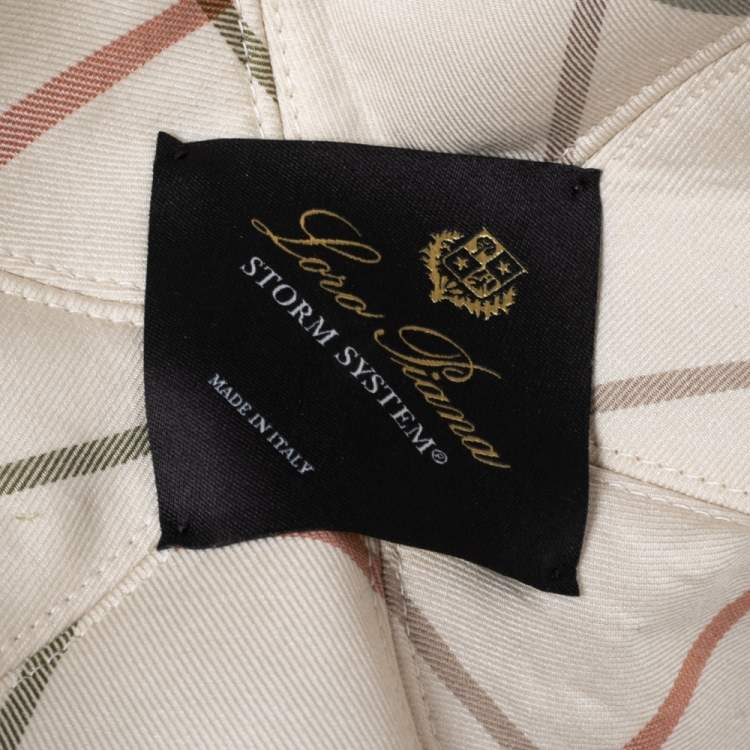 Loro Piana
STORM SYSTEM®
MADE IN ITALY